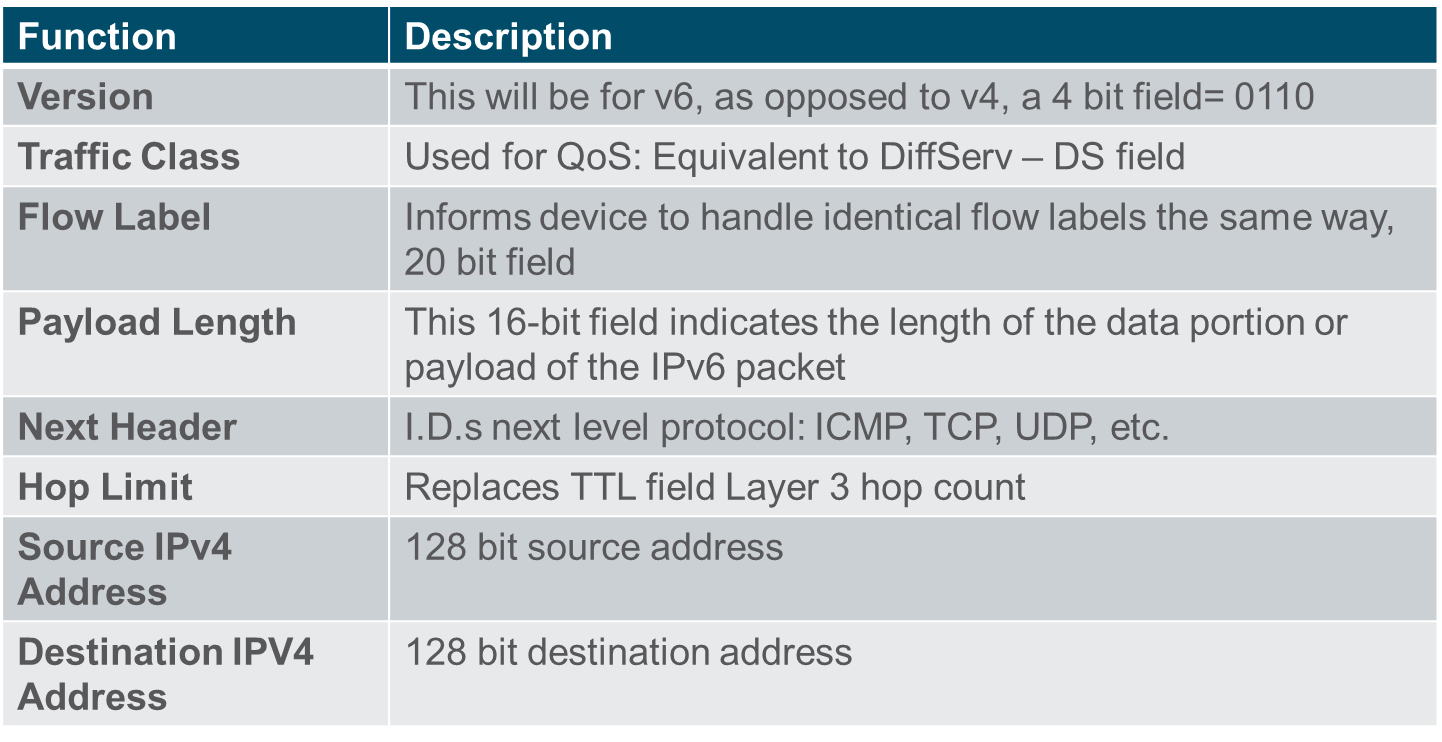 Function Description
Version This will be for v6, as opposed to v4, a 4 bit field= 0110
Traffic Class Used for QoS: Equivalent to DiffServ – DS field
Flow Label Informs device to handle identical flow labels the same way,
20 bit field
Payload Length This 16-bit field indicates the length of the data portion or
payload of the IPv6 packet
Next Header I.D.s next level protocol: ICMP, TCP, UDP, etc.
Hop Limit Replaces TTL field Layer 3 hop count
Source IPv4 128 bit source address
Address
Destination IPV4 128 bit destination address
Address